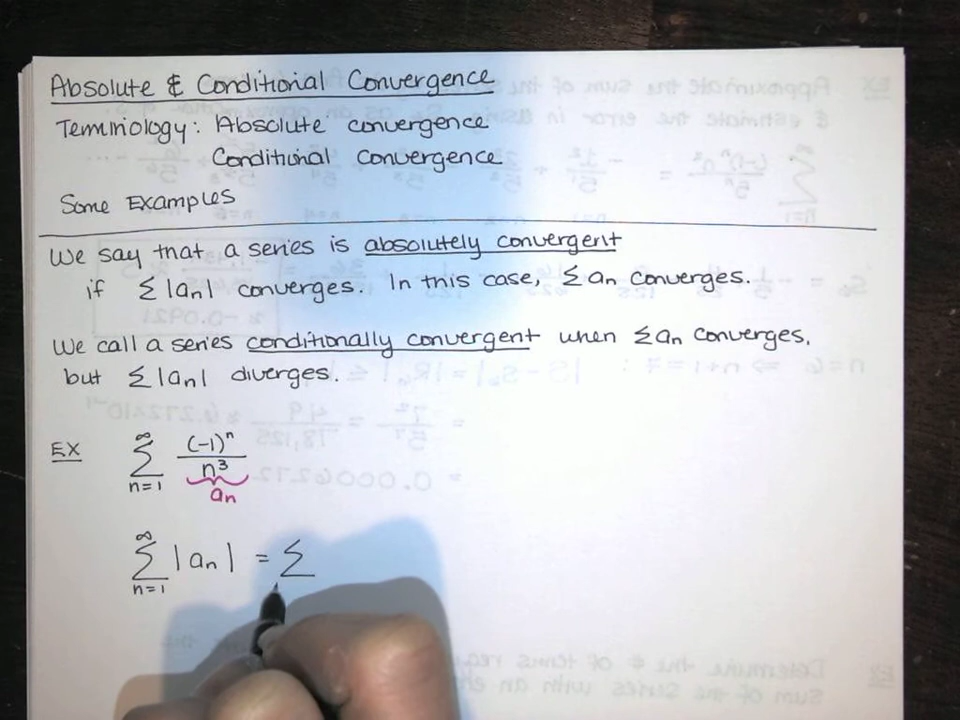 Absolute & Conditional Convergence
Terminology: Absolute convergence
Conditional convergence
Some Examples
We say that a series is absolutely convergent
if Σ|an| converges. In this case, Σan converges.
We call a series conditionally convergent when Σan converges,
but Σ|an| diverges.
EX ∞ Σ n=1 (-1)^n / n^3
an
∞ Σ n=1 |an| = Σ